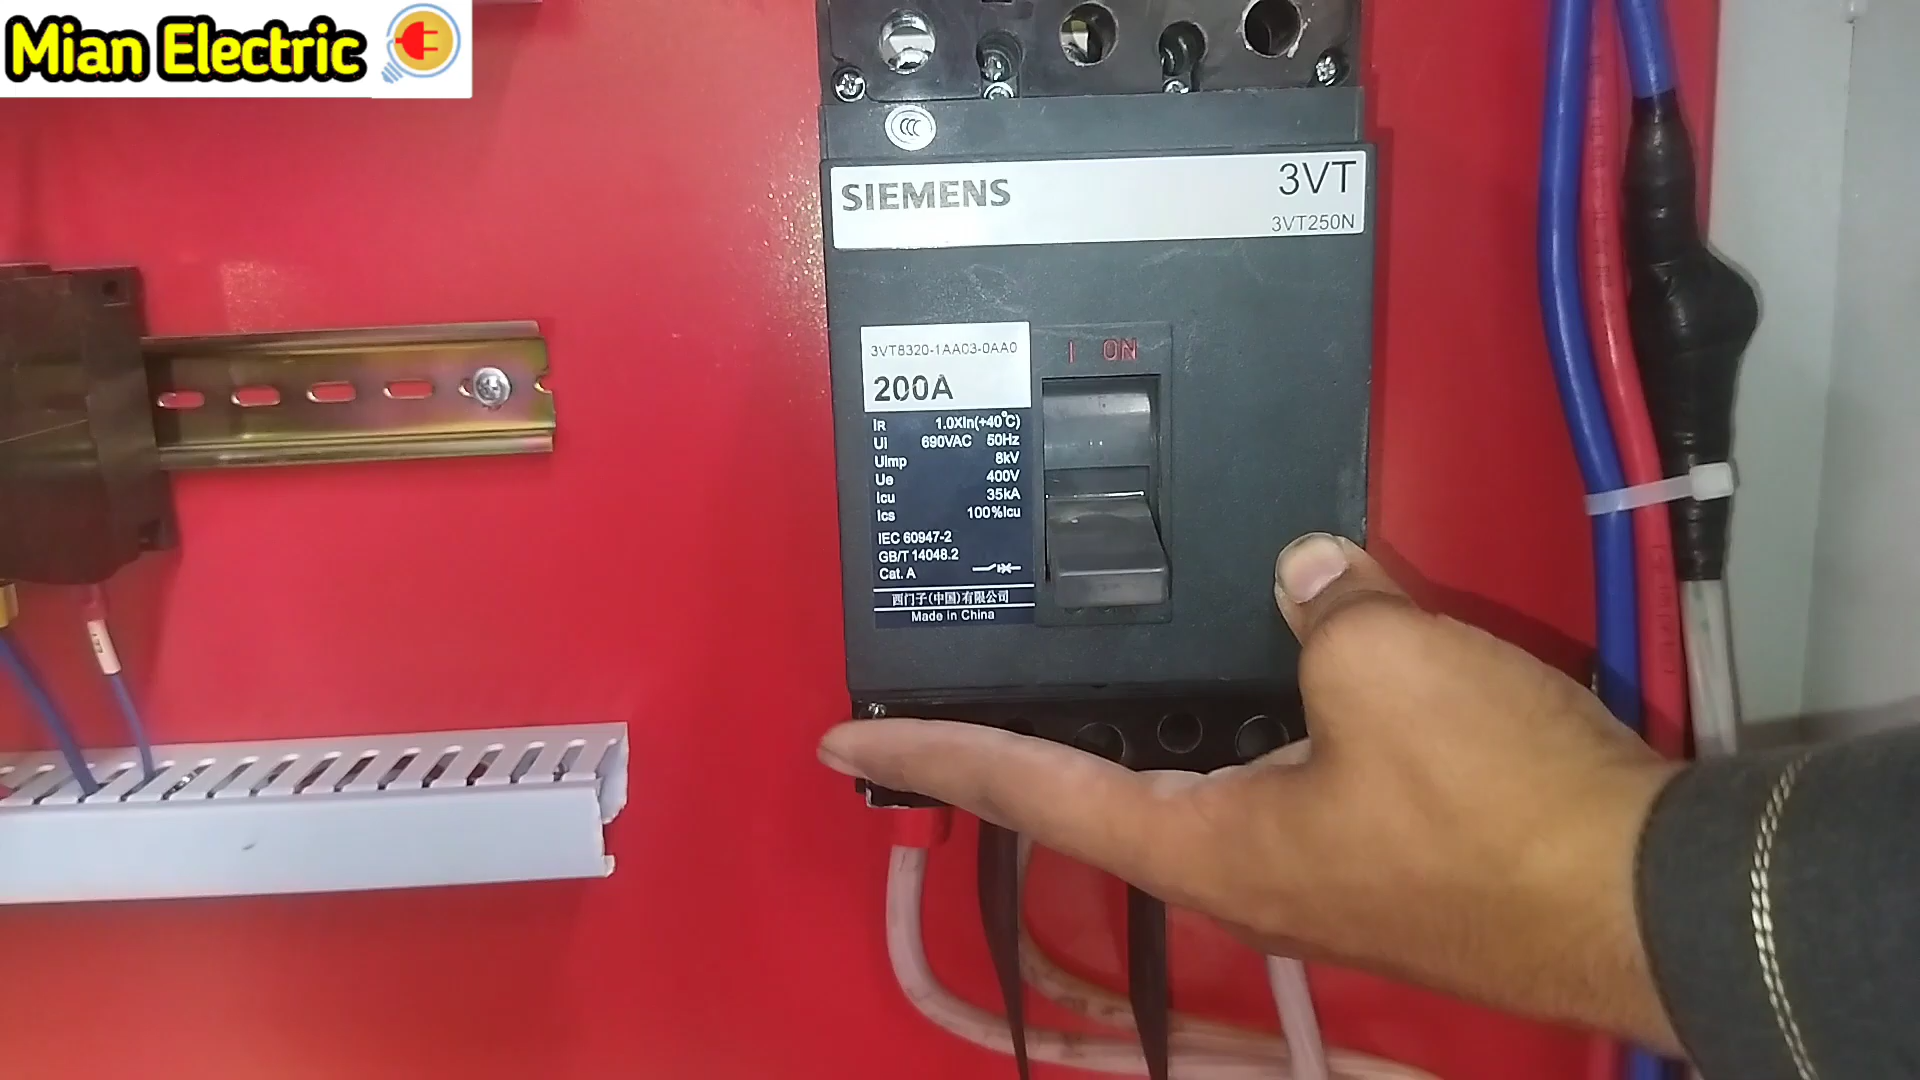 Mian Electric
SIEMENS
3VT
3VT250N
3VT8320-1AA03-0AA0
200A
I ON
IR 1.0XIn(+40°C)
Ui 690VAC 50Hz
Uimp 8kV
Ue 400V
Icu 35kA
Ics 100%Icu
IEC 60947-2
GB/T 14048.2
Cat. A
西门子(中国)有限公司
Made in China